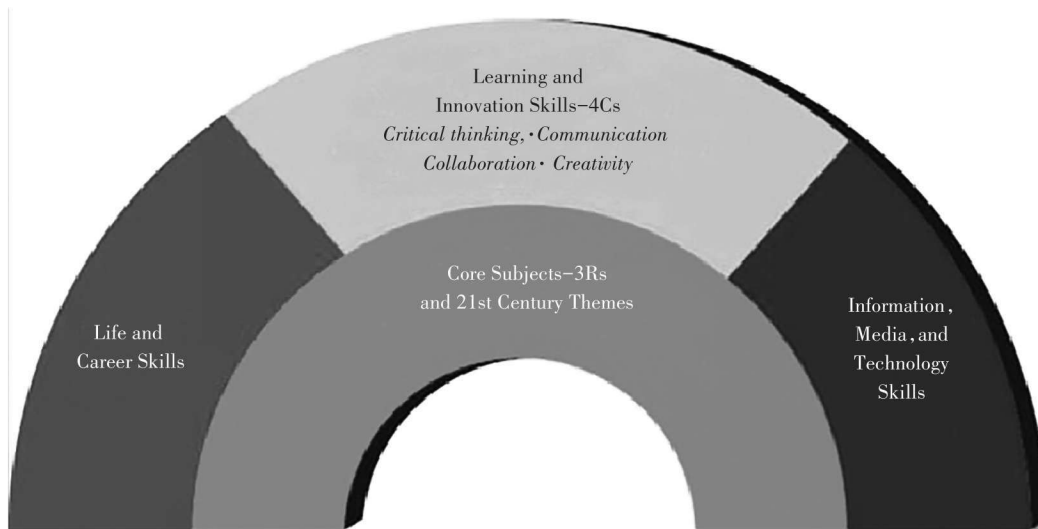 Learning and
Innovation Skills–4Cs
Critical thinking,·Communication
Collaboration· Creativity
Core Subjects–3Rs
and 21st Century Themes
Life and
Career Skills
Information,
Media,and
Technology
Skills